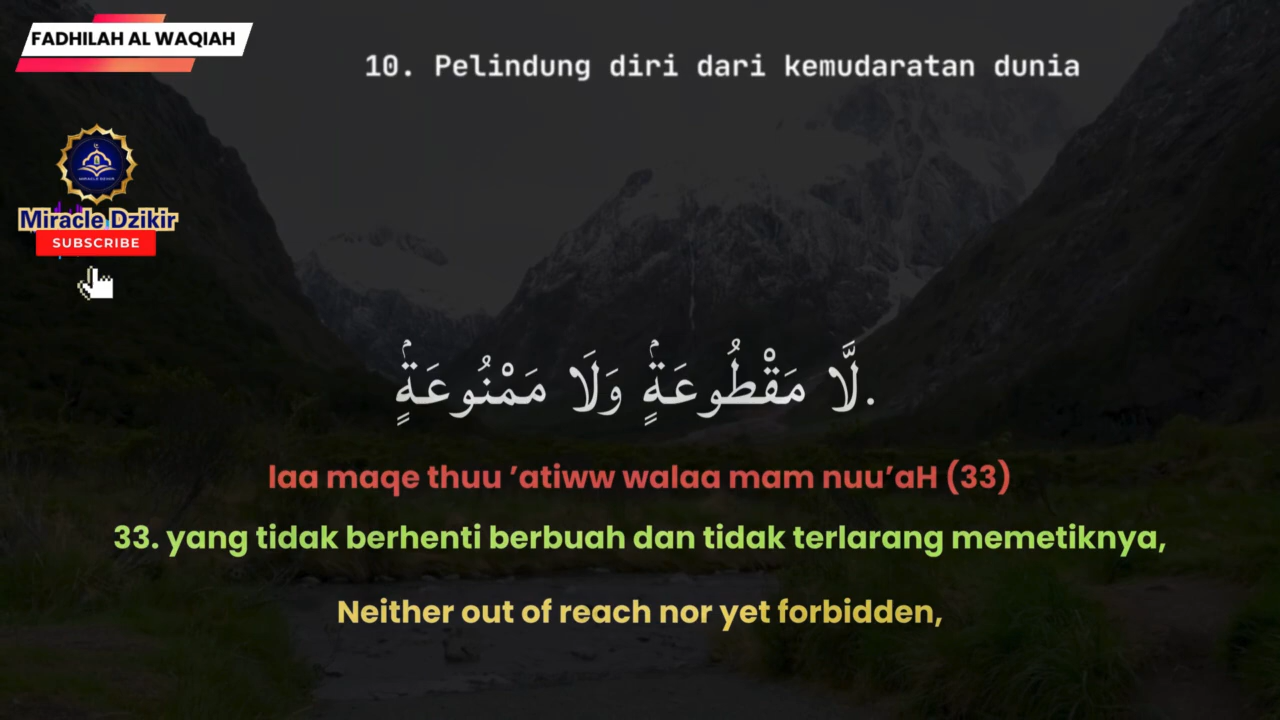 FADHILAH AL WAQIAH
10. Pelindung diri dari kemudaratan dunia
Miracle Dzikir
SUBSCRIBE
لَّا مَقْطُوعَةٍۢ وَلَا مَمْنُوعَةٍۢ.
laa maqe thuu ’atiww walaa mam nuu’aH (33)
33. yang tidak berhenti berbuah dan tidak terlarang memetiknya,
Neither out of reach nor yet forbidden,